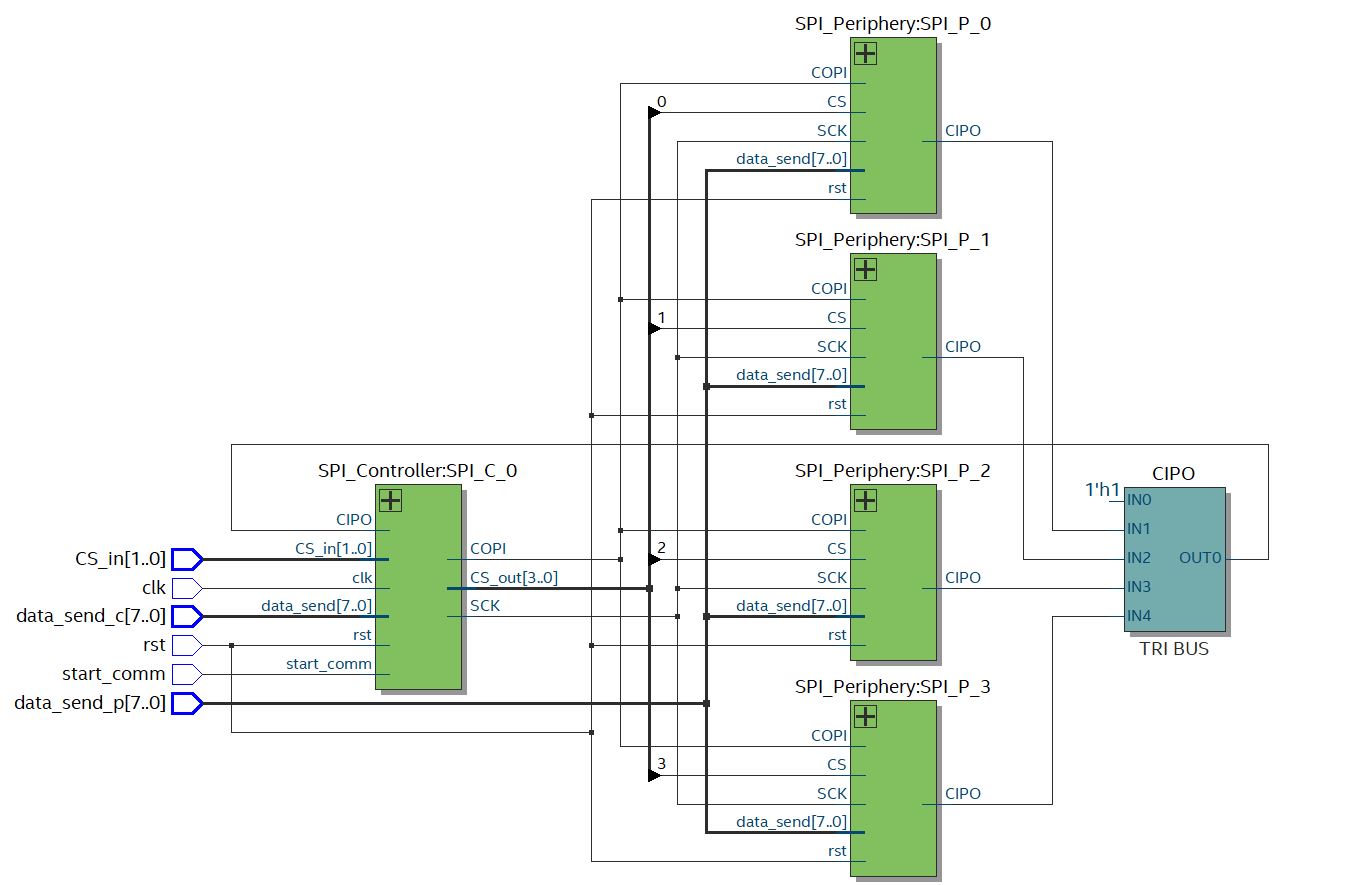 SPI_Periphery:SPI_P_0
COPI
0
CS
SCK
CIPO
data_send[7..0]
rst
SPI_Periphery:SPI_P_1
COPI
1
CS
SCK
CIPO
data_send[7..0]
rst
SPI_Controller:SPI_C_0
CIPO
CS_in[1..0]
CS_in[1..0]
COPI
clk
clk
CS_out[3..0]
data_send_c[7..0]
data_send[7..0]
SCK
rst
rst
start_comm
start_comm
data_send_p[7..0]
SPI_Periphery:SPI_P_2
COPI
2
CS
SCK
CIPO
data_send[7..0]
rst
SPI_Periphery:SPI_P_3
COPI
3
CS
SCK
CIPO
data_send[7..0]
rst
CIPO
1'h1
IN0
IN1
IN2
OUT0
IN3
IN4
TRI BUS